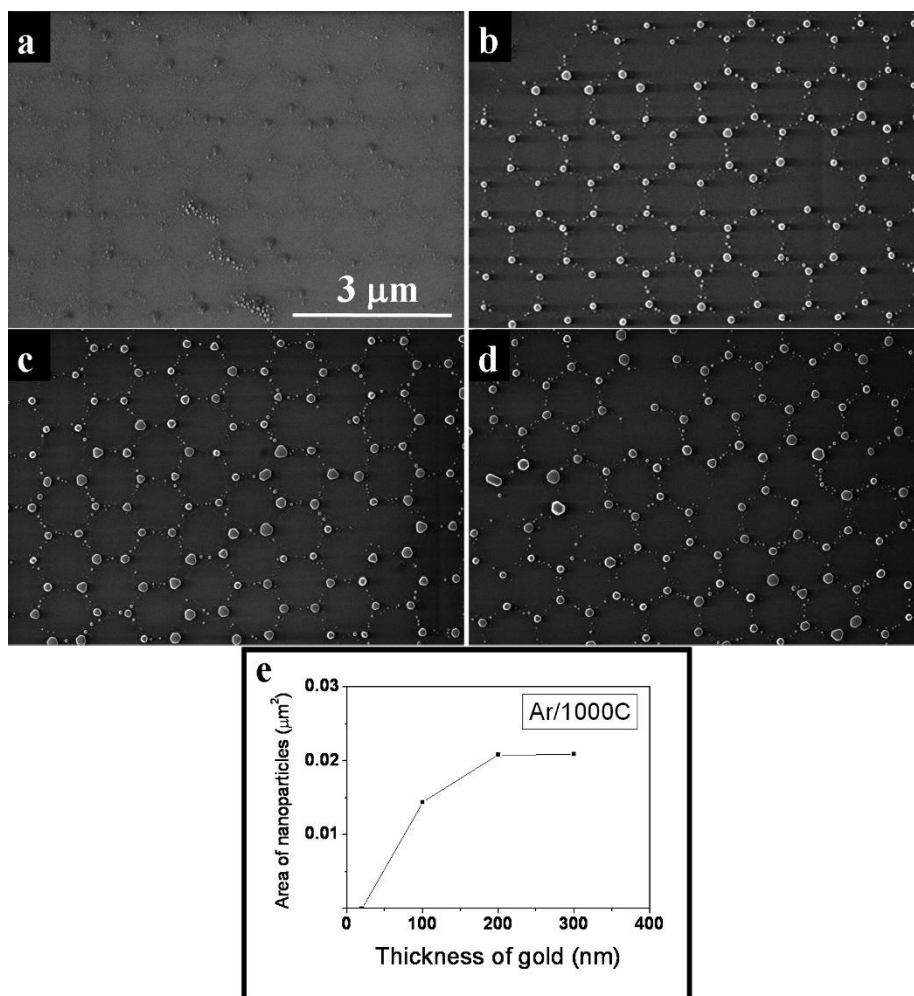 a
b
3 μm
c
d
e
0.03
Ar/1000C
0.02
0.01
Area of nanoparticles (μm²)
0 100 200 300 400
Thickness of gold (nm)